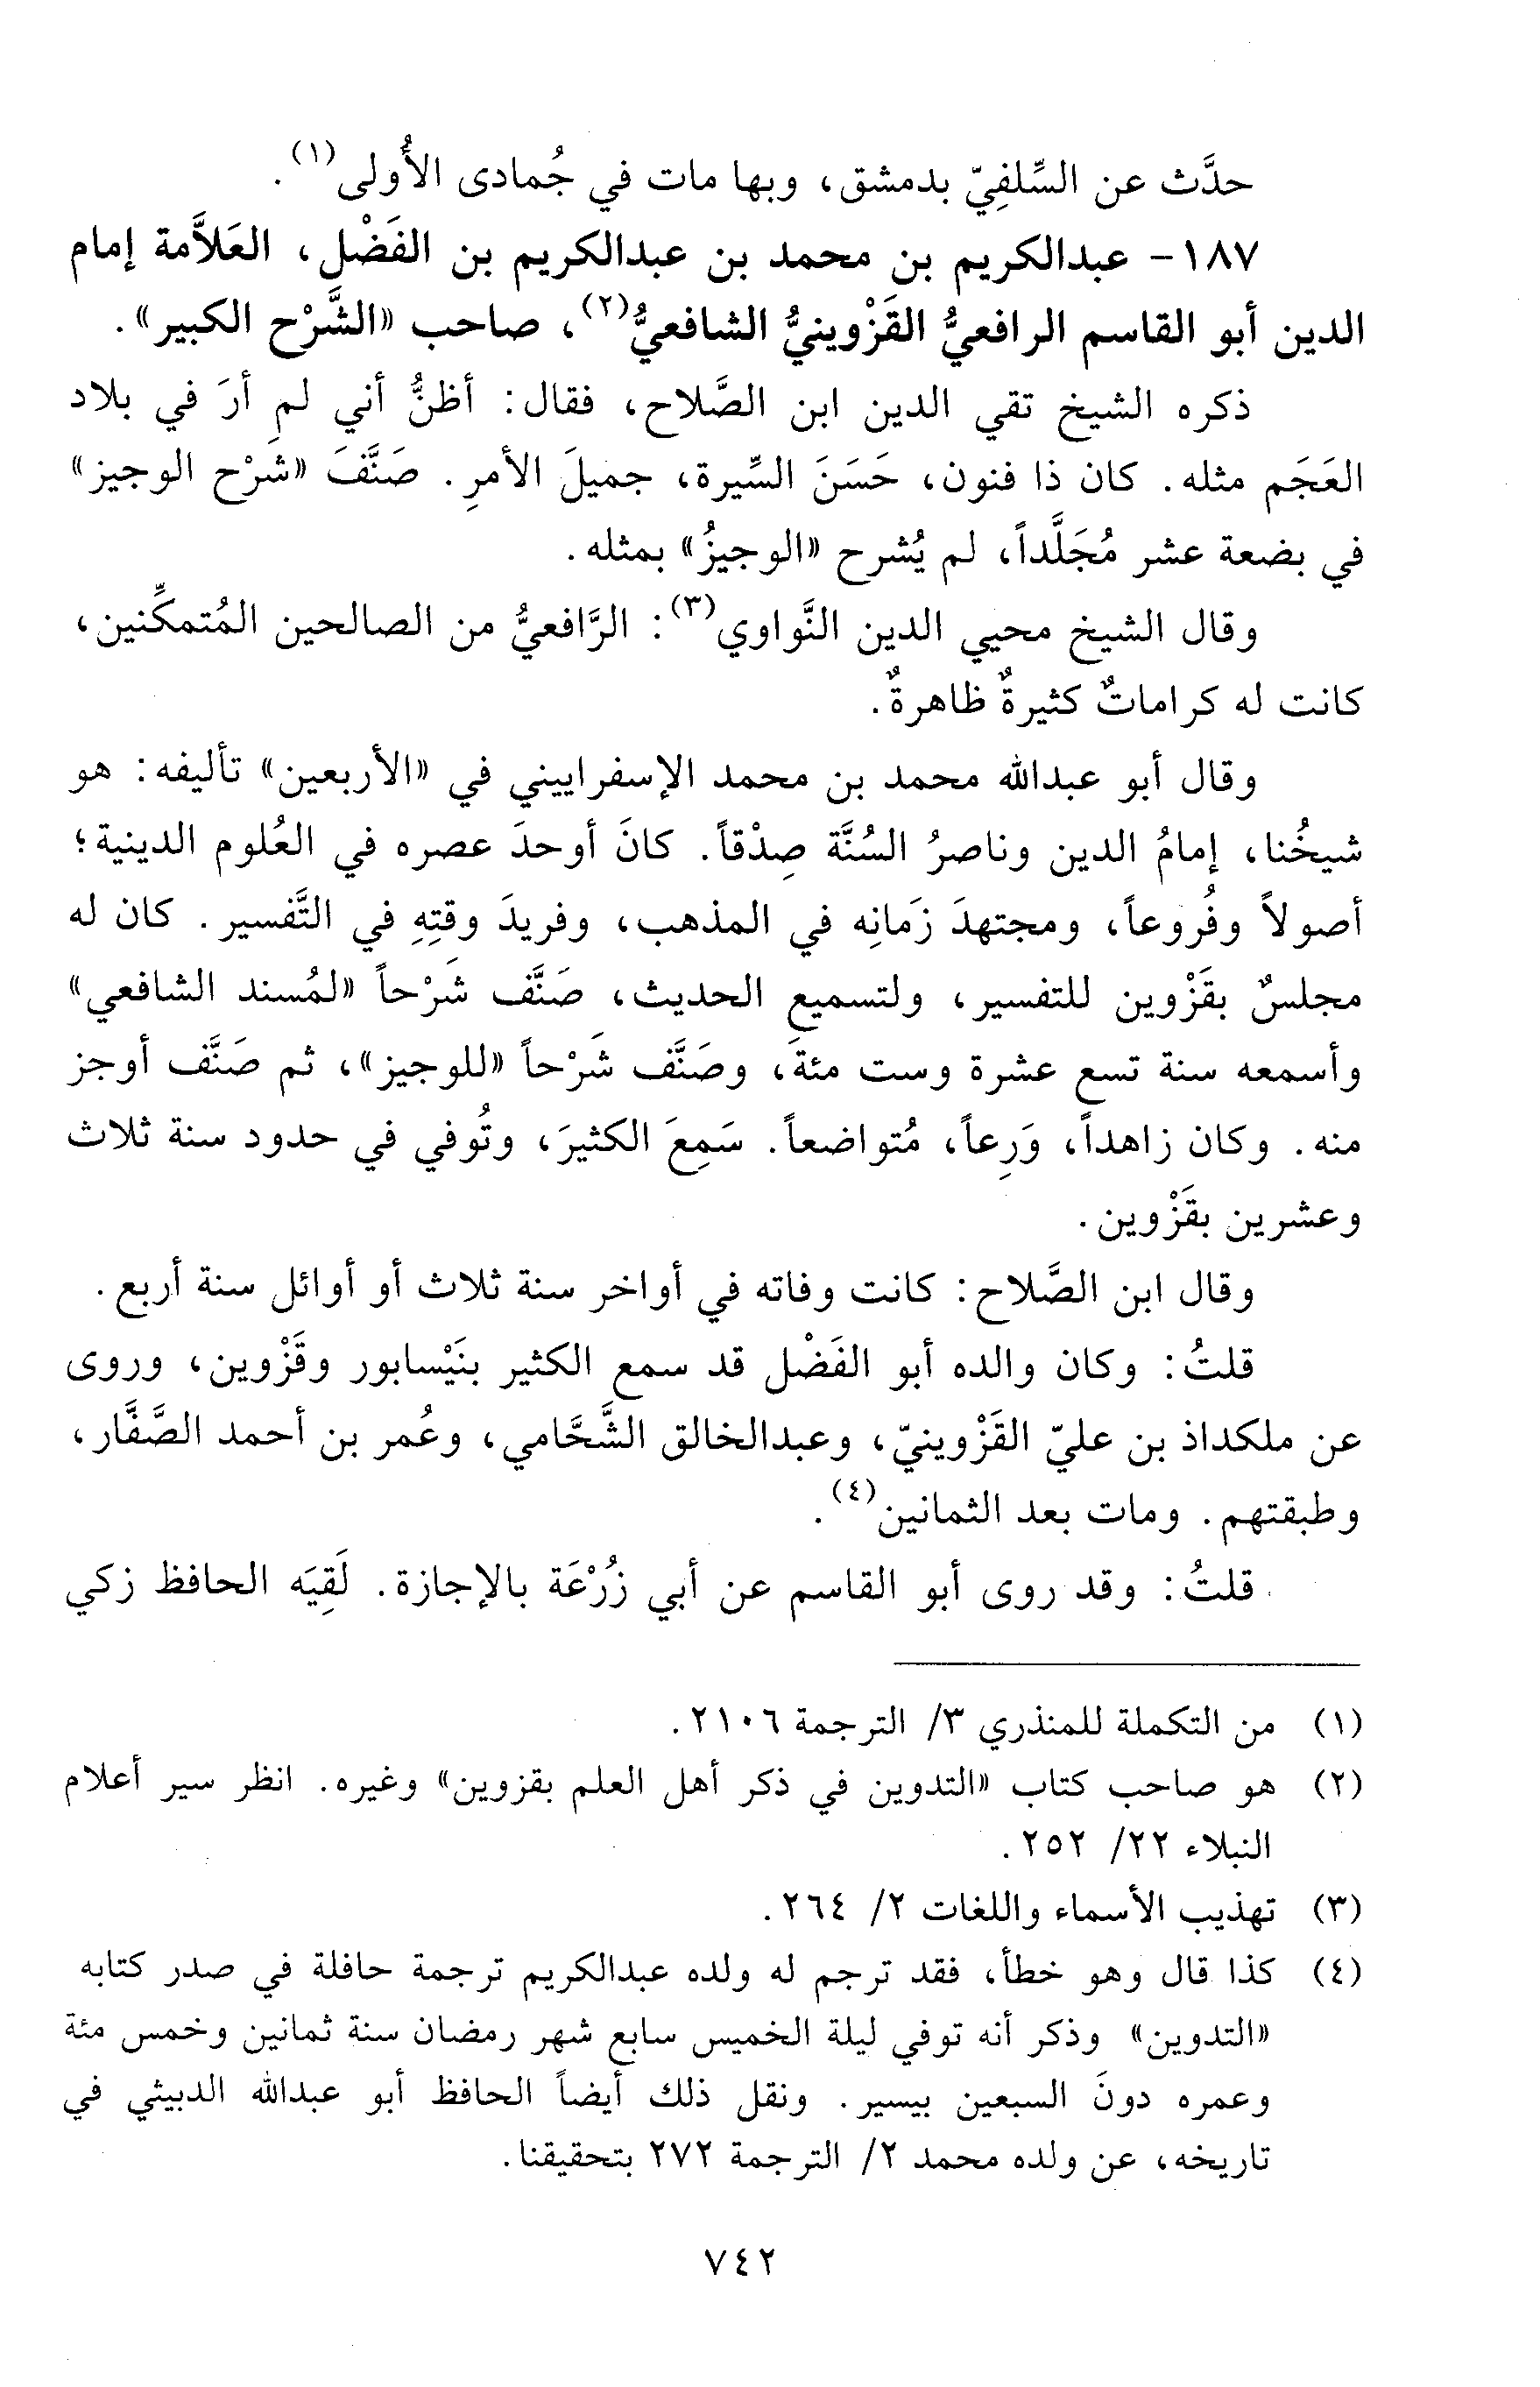 حدَّث عن السِّلفِيّ بدمشق، وبها مات في جُمادى الأُولى(١).
١٨٧- عبدالكريم بن محمد بن عبدالكريم بن الفَضْل، العَلاَّمة إمام
الدين أبو القاسم الرافعيُّ القَزْوينيُّ الشافعيُّ(٢)، صاحب «الشَّرْح الكبير».
ذكره الشيخ تقي الدين ابن الصَّلاح، فقال: أظنُّ أني لم أرَ في بلاد
العَجَم مثله. كان ذا فنون، حَسَنَ السِّيرة، جميلَ الأمرِ. صَنَّفَ «شَرْح الوجيز»
في بضعة عشر مُجَلَّداً، لم يُشرح «الوجيزُ» بمثله.
وقال الشيخ محيي الدين النَّواوي(٣): الرَّافعيُّ من الصالحين المُتمكِّنين،
كانت له كراماتٌ كثيرةٌ ظاهرةٌ.
وقال أبو عبدالله محمد بن محمد الإسفراييني في «الأربعين» تأليفه: هو
شيخُنا، إمامُ الدين وناصرُ السُنَّة صِدْقاً. كانَ أوحدَ عصره في العُلوم الدينية؛
أصولاً وفُروعاً، ومجتهدَ زَمانِه في المذهب، وفريدَ وقتِهِ في التَّفسير. كان له
مجلسٌ بقَزْوين للتفسير، ولتسميع الحديث، صَنَّف شَرْحاً «لمُسند الشافعي»
وأسمعه سنة تسع عشرة وست مئة، وصَنَّف شَرْحاً «للوجيز»، ثم صَنَّف أوجز
منه. وكان زاهداً، وَرِعاً، مُتواضعاً. سَمِعَ الكثيرَ، وتُوفي في حدود سنة ثلاث
وعشرين بقَزْوين.
وقال ابن الصَّلاح: كانت وفاته في أواخر سنة ثلاث أو أوائل سنة أربع.
قلتُ: وكان والده أبو الفَضْل قد سمع الكثير بنَيْسابور وقَزْوين، وروى
عن ملكداذ بن عليّ القَزْوينيّ، وعبدالخالق الشَّحَّامي، وعُمر بن أحمد الصَّفَّار،
وطبقتهم. ومات بعد الثمانين(٤).
قلتُ: وقد روى أبو القاسم عن أبي زُرْعَة بالإجازة. لَقِيَه الحافظ زكي
(١) من التكملة للمنذري ٣/ الترجمة ٢١٠٦.
(٢) هو صاحب كتاب «التدوين في ذكر أهل العلم بقزوين» وغيره. انظر سير أعلام
النبلاء ٢٢/ ٢٥٢.
(٣) تهذيب الأسماء واللغات ٢/ ٢٦٤.
(٤) كذا قال وهو خطأ، فقد ترجم له ولده عبدالكريم ترجمة حافلة في صدر كتابه
«التدوين» وذكر أنه توفي ليلة الخميس سابع شهر رمضان سنة ثمانين وخمس مئة
وعمره دونَ السبعين بيسير. ونقل ذلك أيضاً الحافظ أبو عبدالله الدبيثي في
تاريخه، عن ولده محمد ٢/ الترجمة ٢٧٢ بتحقيقنا.
٧٤٢